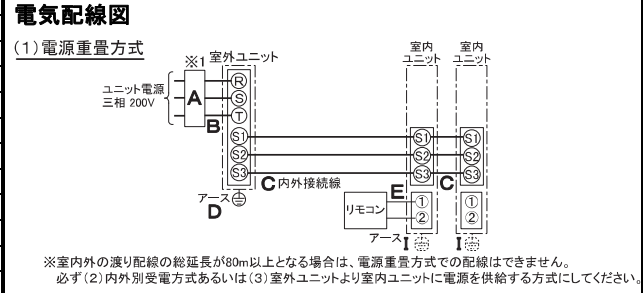 電気配線図
(1)電源重畳方式
※1 室外ユニット
室内 室内
ユニット ユニット
ユニット電源
三相 200V
A
B
R
S
T
S1 S1 S1
S2 S2 S2
S3 S3 S3
C 内外接続線
E
C
アース
D
リモコン
① ①
② ②
アース I I
※室内外の渡り配線の総延長が80m以上となる場合は、電源重畳方式での配線はできません。
必ず(2)内外別受電方式あるいは(3)室外ユニットより室内ユニットに電源を供給する方式にしてください。